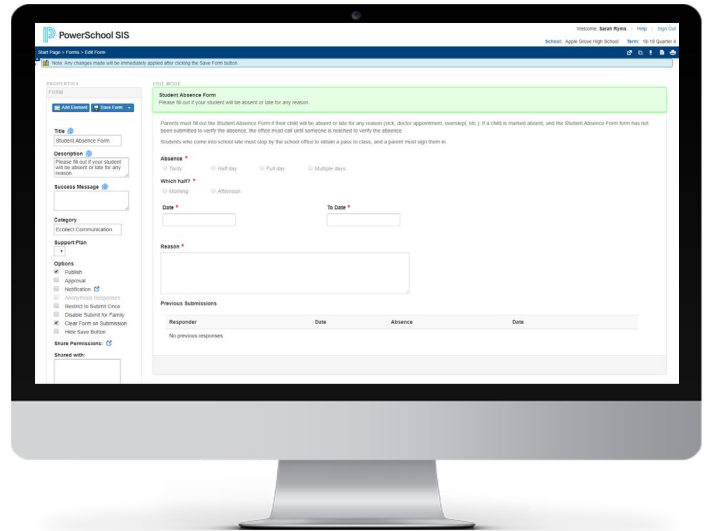 PowerSchool SIS
Welcome, Sarah Ryms | Help | Sign Out
School: Apple Grove High School Term: 18-19 Quarter 4
Start Page > Forms > Edit Form
Note: Any changes made will be immediately applied after clicking the Save Form button.
PROPERTIES
FORM
Add Element
Save Form
Title
Student Absence Form
Description
Please fill out if your student
will be absent or late for any
reason.
Success Message
Category
Ecollect Communication
Support Plan
Options
Publish
Approval
Notification
Anonymous Responses
Restrict to Submit Once
Disable Submit for Family
Clear Form on Submission
Hide Save Button
Share Permissions:
Shared with:
EDIT MODE
Student Absence Form
Please fill out if your student will be absent or late for any reason.
Parents must fill out the Student Absence Form if their child will be absent or late for any reason (sick, doctor appointment, overslept, etc.). If a child is marked absent, and the Student Absence Form form has not
been submitted to verify the absence, the office must call until someone is reached to verify the absence.
Students who come into school late must stop by the school office to obtain a pass to class, and a parent must sign them in
Absence *
Tardy Half day Full day Multiple days
Which half? *
Morning Afternoon
Date * To Date *
Reason *
Previous Submissions
Responder Date Absence Date
No previous responses.